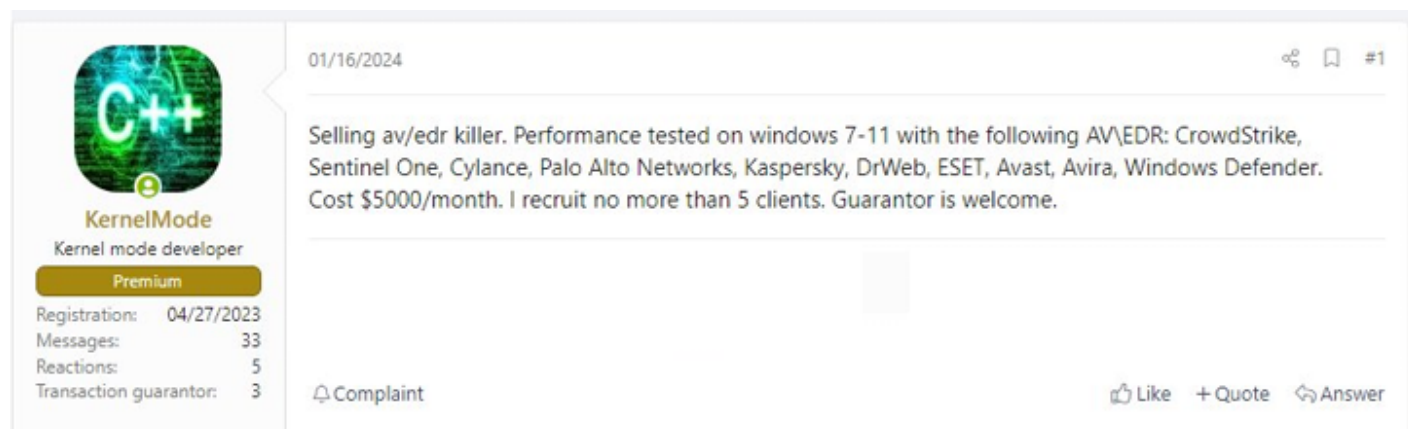 C++
KernelMode
Kernel mode developer
Premium
Registration: 04/27/2023
Messages: 33
Reactions: 5
Transaction guarantor: 3
01/16/2024
#1
Selling av/edr killer. Performance tested on windows 7-11 with the following AV\EDR: CrowdStrike,
Sentinel One, Cylance, Palo Alto Networks, Kaspersky, DrWeb, ESET, Avast, Avira, Windows Defender.
Cost $5000/month. I recruit no more than 5 clients. Guarantor is welcome.
Complaint
Like + Quote Answer